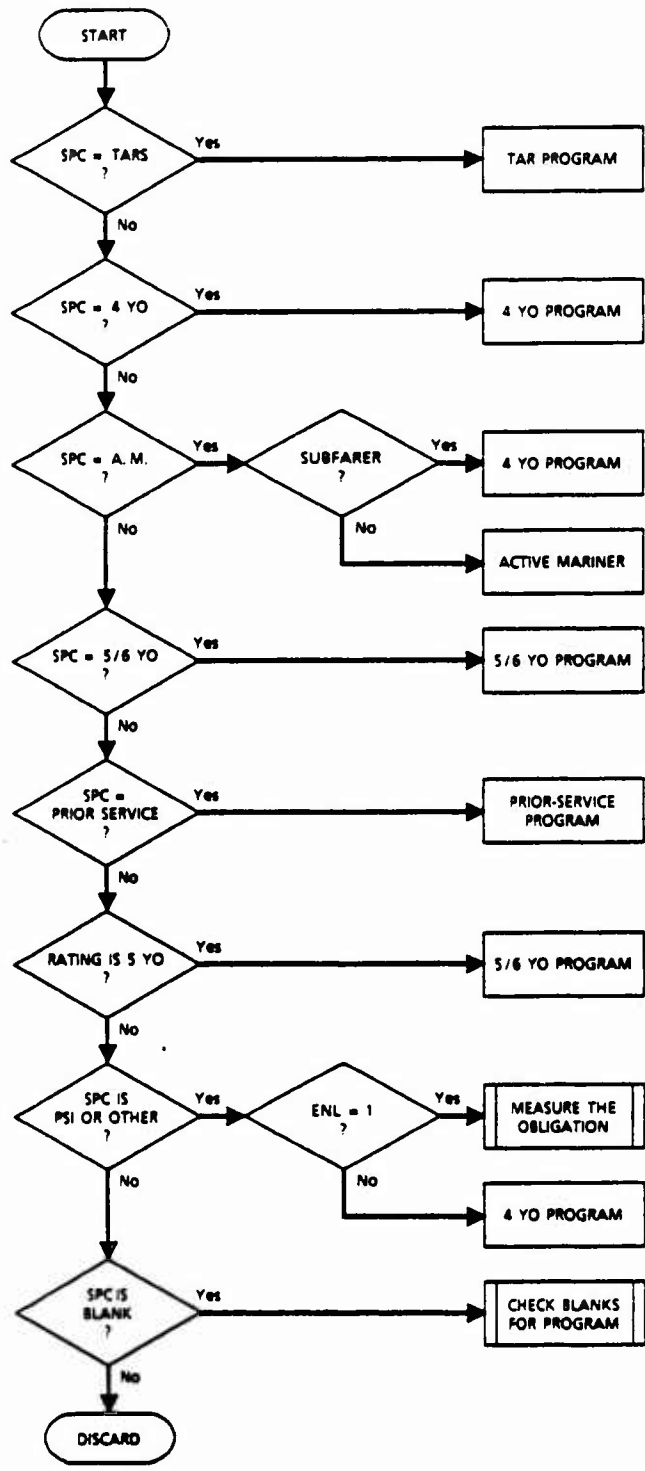 START
SPC = TARS
?
Yes
TAR PROGRAM
No
SPC = 4 YO
?
Yes
4 YO PROGRAM
No
SPC = A. M.
?
Yes
SUBFARER
?
Yes
4 YO PROGRAM
No
No
ACTIVE MARINER
SPC = 5/6 YO
?
Yes
5/6 YO PROGRAM
No
SPC =
PRIOR SERVICE
?
Yes
PRIOR-SERVICE
PROGRAM
No
RATING IS 5 YO
?
Yes
5/6 YO PROGRAM
No
SPC IS
PSI OR OTHER
?
Yes
ENL = 1
?
Yes
MEASURE THE
OBLIGATION
No
No
4 YO PROGRAM
SPC IS
BLANK
?
Yes
CHECK BLANKS
FOR PROGRAM
No
DISCARD